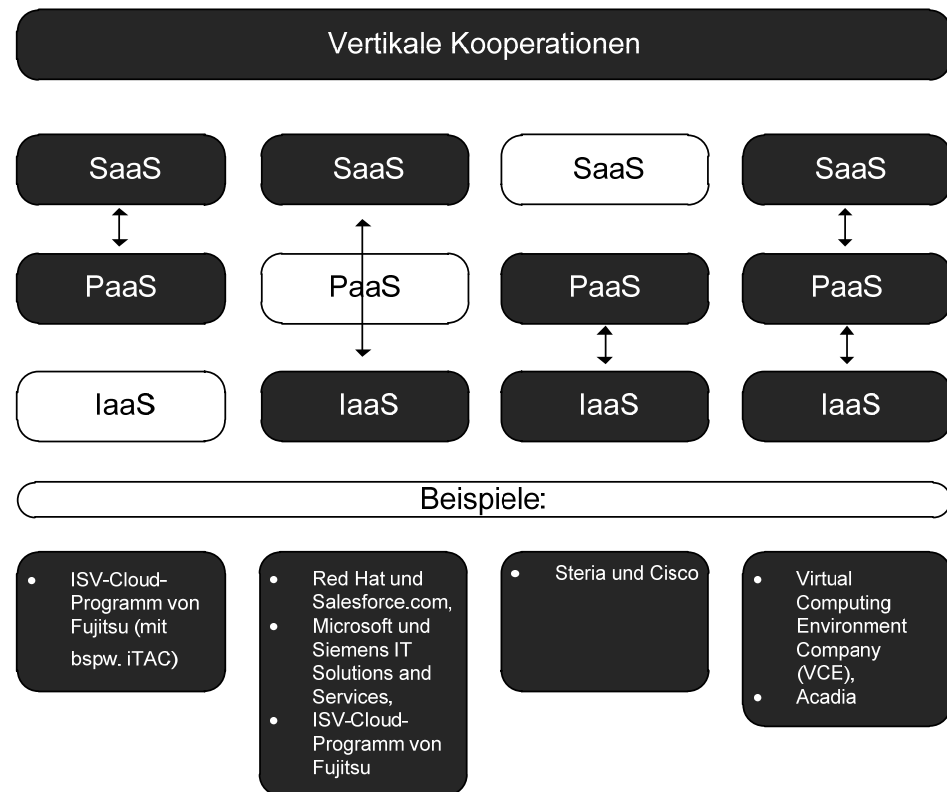 Vertikale Kooperationen
SaaS
SaaS
SaaS
SaaS
PaaS
PaaS
PaaS
PaaS
IaaS
IaaS
IaaS
IaaS
Beispiele:
• ISV-Cloud-
Programm von
Fujitsu (mit
bspw. iTAC)
• Red Hat und
Salesforce.com,
• Microsoft und
Siemens IT
Solutions and
Services,
• ISV-Cloud-
Programm von
Fujitsu
• Steria und Cisco
• Virtual
Computing
Environment
Company
(VCE),
• Acadia